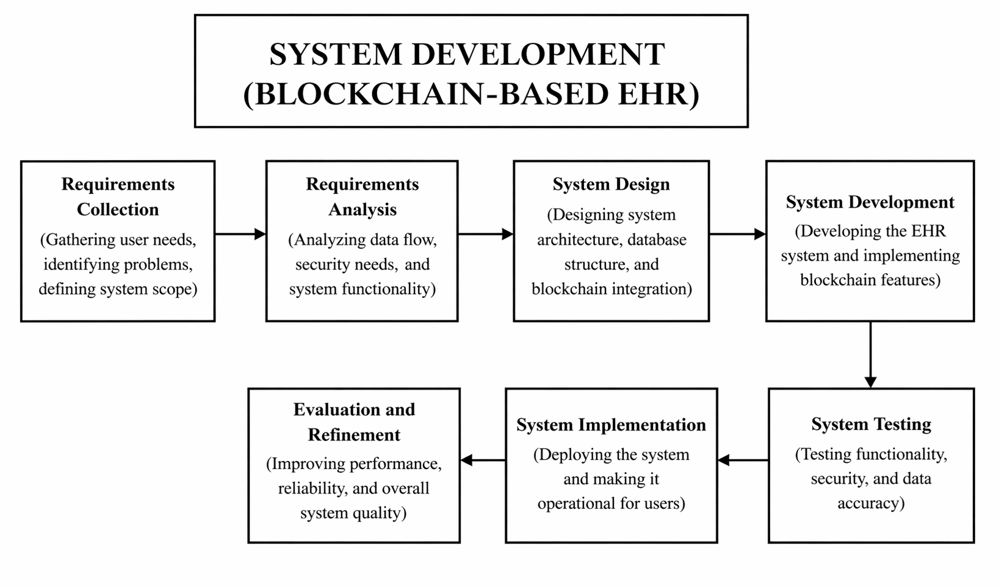 SYSTEM DEVELOPMENT
(BLOCKCHAIN-BASED EHR)
Requirements
Collection
(Gathering user needs,
identifying problems,
defining system scope)
Requirements
Analysis
(Analyzing data flow,
security needs, and
system functionality)
System Design
(Designing system
architecture, database
structure, and
blockchain integration)
System Development
(Developing the EHR
system and implementing
blockchain features)
System Testing
(Testing functionality,
security, and data
accuracy)
System Implementation
(Deploying the system
and making it
operational for users)
Evaluation and
Refinement
(Improving performance,
reliability, and overall
system quality)